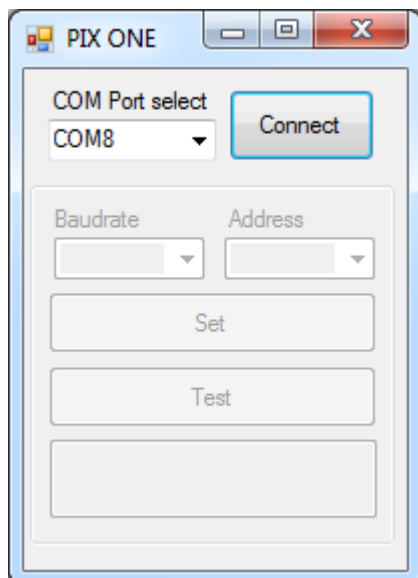 PIX ONE
COM Port select
COM8
Connect
Baudrate Address
Set
Test